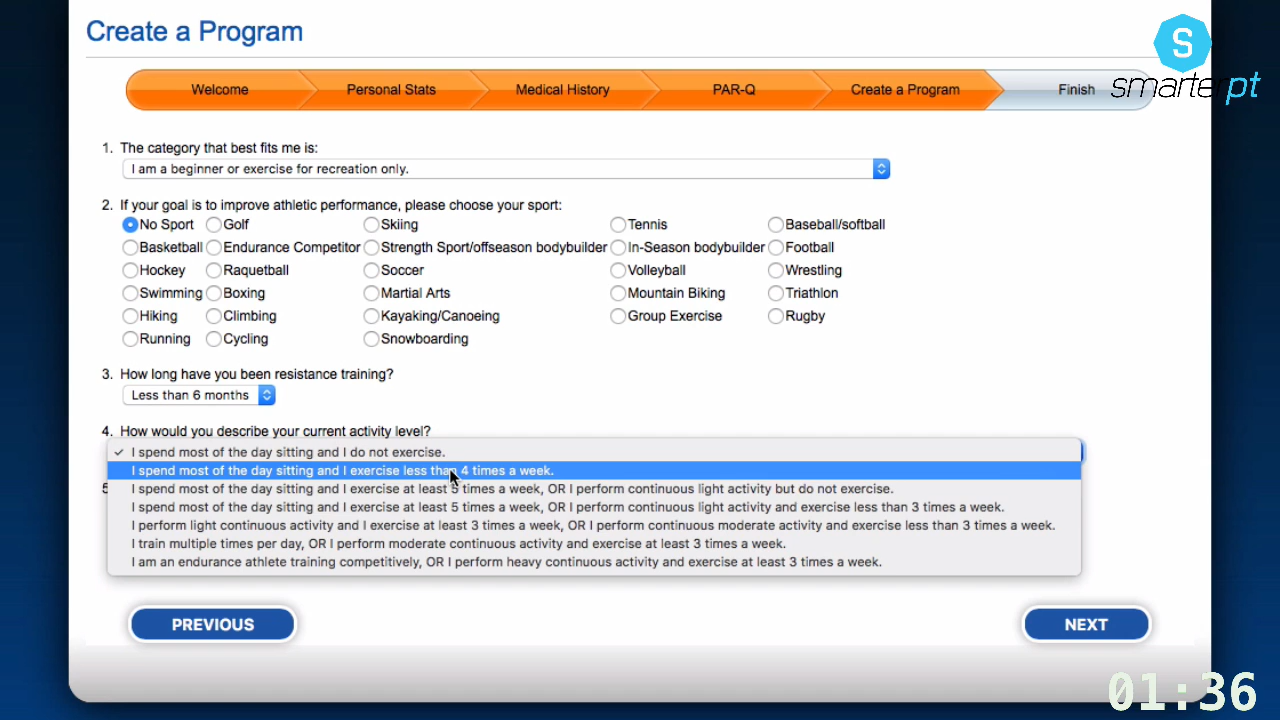 Create a Program
S
smarterpt
Welcome Personal Stats Medical History PAR-Q Create a Program Finish
1. The category that best fits me is:
I am a beginner or exercise for recreation only.
2. If your goal is to improve athletic performance, please choose your sport:
No Sport Golf Skiing Tennis Baseball/softball
Basketball Endurance Competitor Strength Sport/offseason bodybuilder In-Season bodybuilder Football
Hockey Raquetball Soccer Volleyball Wrestling
Swimming Boxing Martial Arts Mountain Biking Triathlon
Hiking Climbing Kayaking/Canoeing Group Exercise Rugby
Running Cycling Snowboarding
3. How long have you been resistance training?
Less than 6 months
4. How would you describe your current activity level?
✓ I spend most of the day sitting and I do not exercise.
I spend most of the day sitting and I exercise less than 4 times a week.
I spend most of the day sitting and I exercise at least 5 times a week, OR I perform continuous light activity but do not exercise.
I spend most of the day sitting and I exercise at least 5 times a week, OR I perform continuous light activity and exercise less than 3 times a week.
I perform light continuous activity and I exercise at least 3 times a week, OR I perform continuous moderate activity and exercise less than 3 times a week.
I train multiple times per day, OR I perform moderate continuous activity and exercise at least 3 times a week.
I am an endurance athlete training competitively, OR I perform heavy continuous activity and exercise at least 3 times a week.
PREVIOUS NEXT
01:36